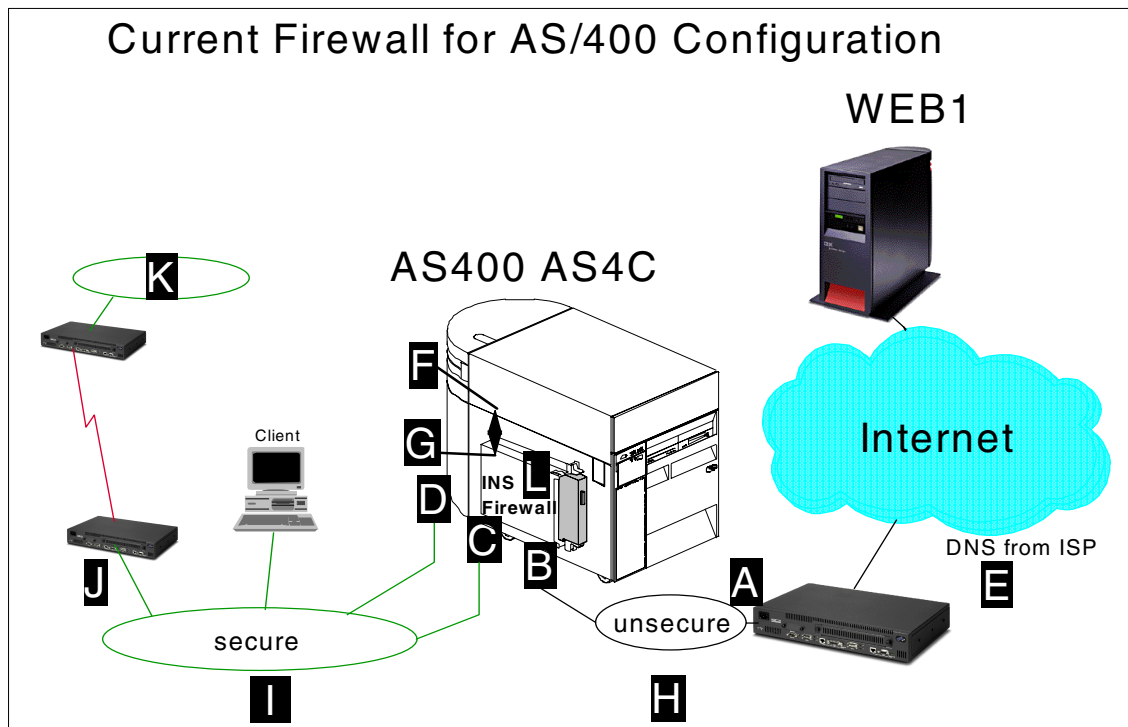 Current Firewall for AS/400 Configuration
WEB1
AS400 AS4C
K
F
Client
G
Internet
L
INS
Firewall
D
C
DNS from ISP
B
J
A
E
secure
unsecure
I
H